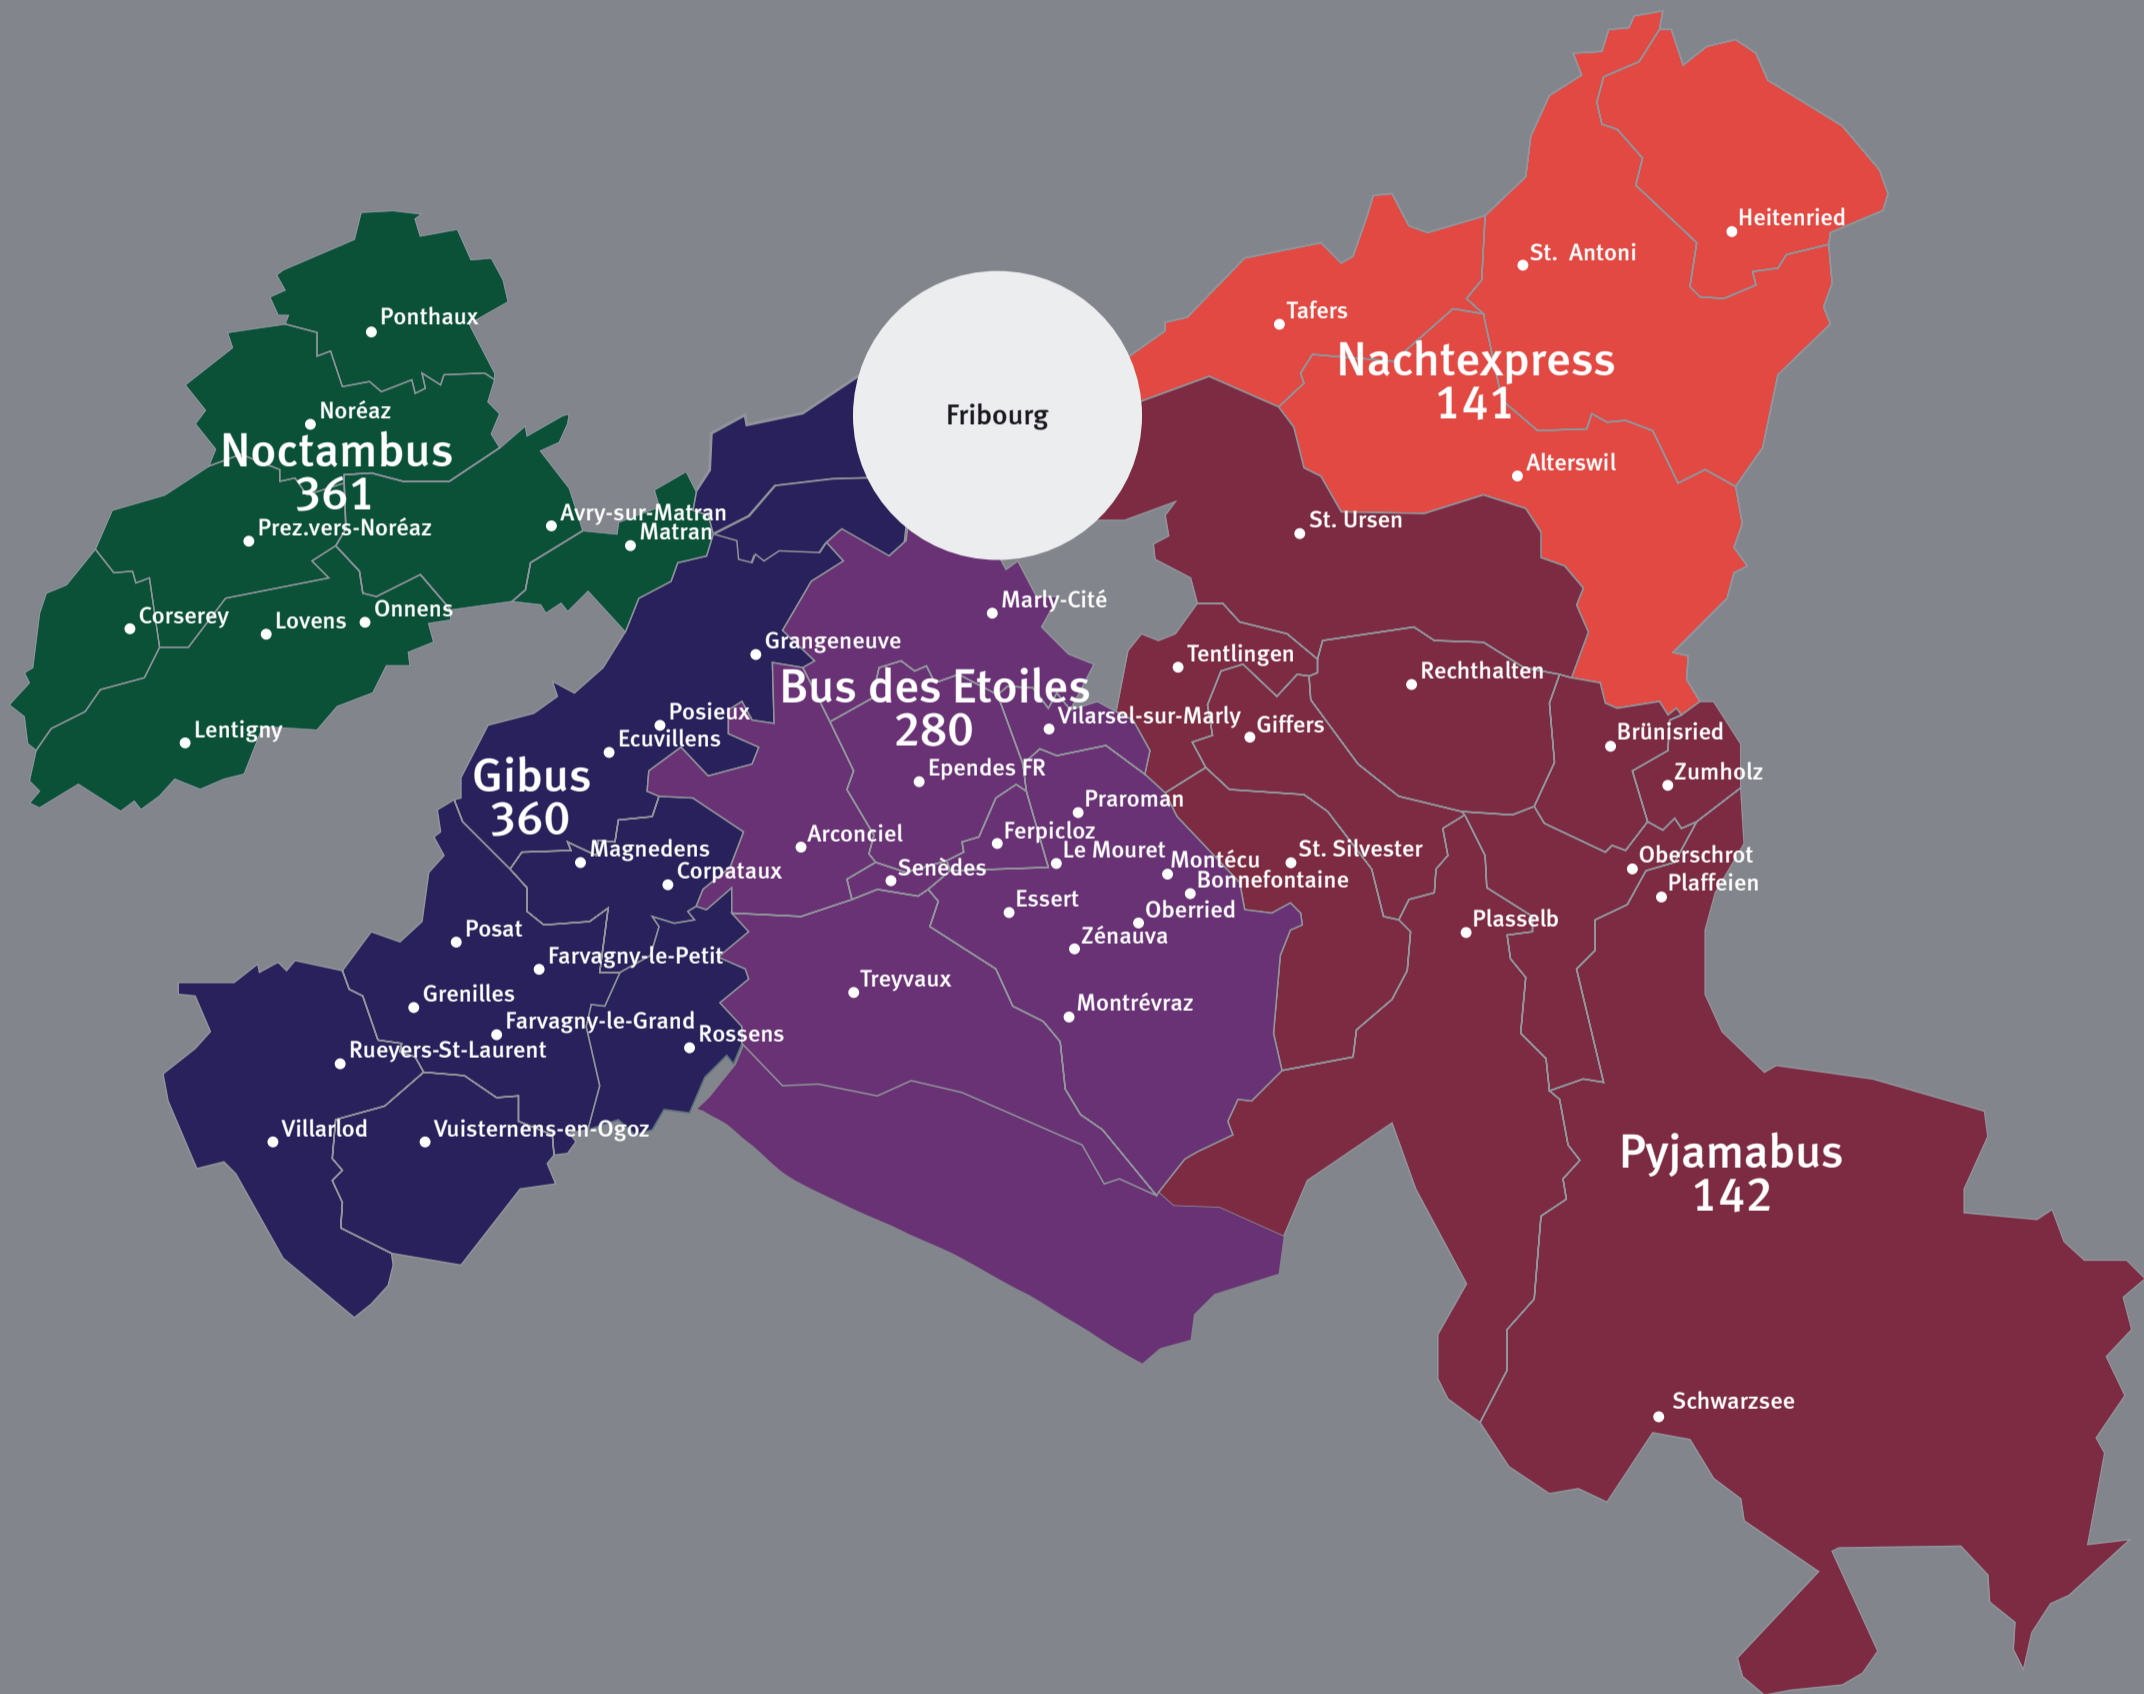 Heitenried
St. Antoni
Tafers
Ponthaux
Nachtexpress
141
Noréaz
Fribourg
Noctambus
361
Alterswil
Avry-sur-Matran
St. Ursen
Prez.vers-Noréaz
Matran
Marly-Cité
Onnens
Corserey
Lovens
Grangeneuve
Tentlingen
Rechthalten
Bus des Etoiles
280
Posieux
Vilarsel-sur-Marly
Giffers
Lentigny
Ecuvillens
Brünisried
Ependes FR
Zumholz
Gibus
360
Praroman
Ferpicloz
Arconciel
Magnedens
Le Mouret
St. Silvester
Oberschrot
Montécu
Senèdes
Corpataux
Bonnefontaine
Plaffeien
Essert
Oberried
Plasselb
Posat
Zénauva
Farvagny-le-Petit
Treyvaux
Grenilles
Montrévraz
Farvagny-le-Grand
Rossens
Rueyers-St-Laurent
Villarlod
Vuisternens-en-Ogoz
Pyjamabus
142
Schwarzsee